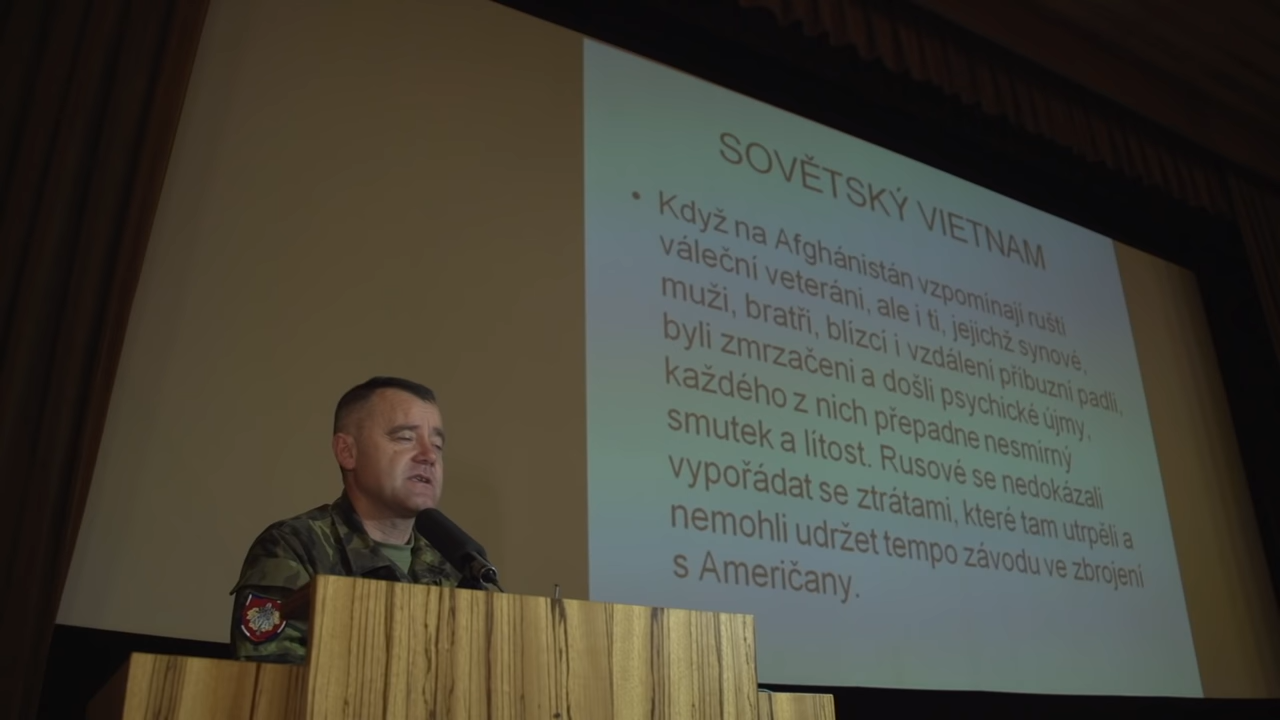 SOVĚTSKÝ VIETNAM
• Když na Afghánistán vzpomínají ruští
váleční veteráni, ale i ti, jejichž synové,
muži, bratři, blízcí i vzdálení příbuzní padli,
byli zmrzačeni a došli psychické újmy,
každého z nich přepadne nesmírný
smutek a lítost. Rusové se nedokázali
vypořádat se ztrátami, které tam utrpěli a
nemohli udržet tempo závodu ve zbrojení
s Američany.